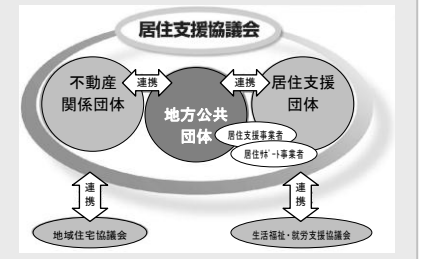 居住支援協議会
不動産
関係団体
連携
地方公共
団体
連携
居住支援
団体
居住支援事業者
居住ｻﾎﾟｰﾄ事業者
連携
地域住宅協議会
連携
生活福祉・就労支援協議会